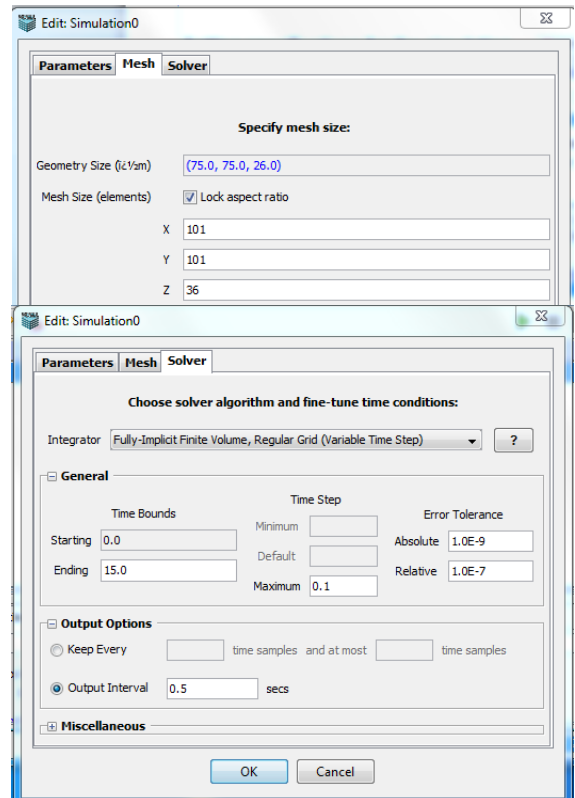 Edit: Simulation0
Parameters Mesh Solver
Specify mesh size:
Geometry Size (ï¿½m) (75.0, 75.0, 26.0)
Mesh Size (elements) Lock aspect ratio
X 101
Y 101
Z 36
Edit: Simulation0
Parameters Mesh Solver
Choose solver algorithm and fine-tune time conditions:
Integrator Fully-Implicit Finite Volume, Regular Grid (Variable Time Step) ?
General
Time Bounds Time Step Error Tolerance
Starting 0.0 Minimum Absolute 1.0E-9
Ending 15.0 Default Relative 1.0E-7
Maximum 0.1
Output Options
Keep Every time samples and at most time samples
Output Interval 0.5 secs
Miscellaneous
OK Cancel